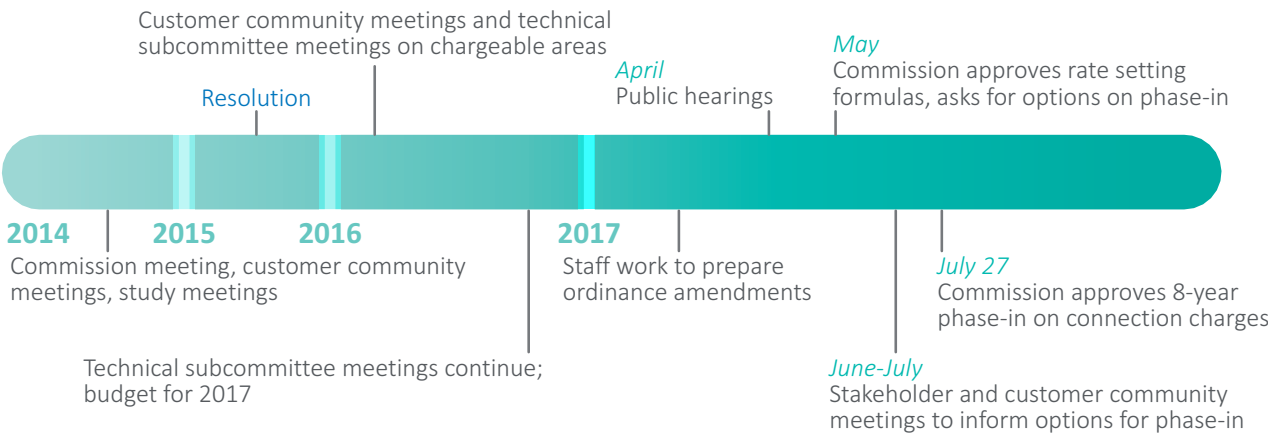 Customer community meetings and technical
subcommittee meetings on chargeable areas
Resolution
April
Public hearings
May
Commission approves rate setting
formulas, asks for options on phase-in
2014
2015
2016
2017
Commission meeting, customer community
meetings, study meetings
Technical subcommittee meetings continue;
budget for 2017
Staff work to prepare
ordinance amendments
June-July
Stakeholder and customer community
meetings to inform options for phase-in
July 27
Commission approves 8-year
phase-in on connection charges